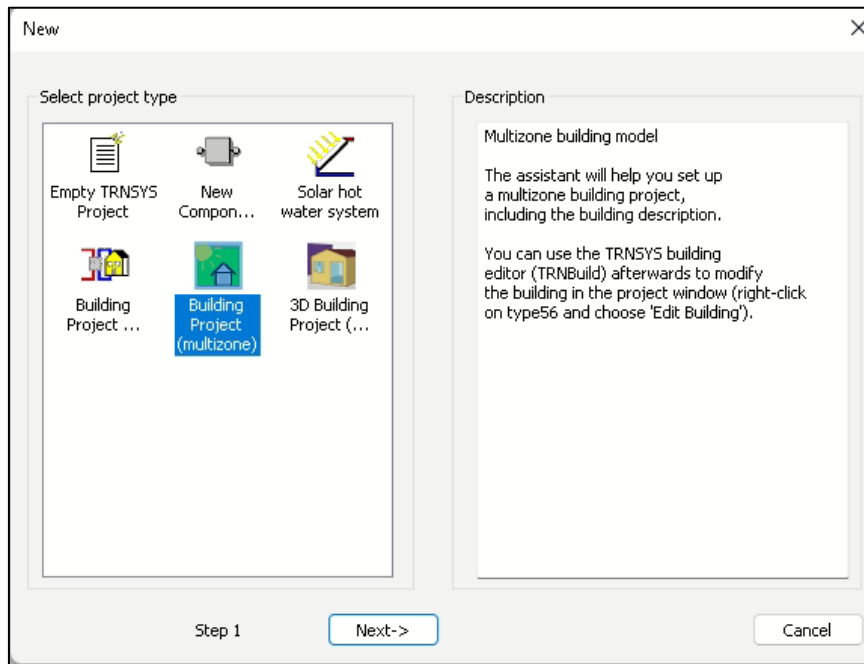 New
Select project type
Empty TRNSYS
Project
New
Compon...
Solar hot
water system
Building
Project ...
Building
Project
(multizone)
3D Building
Project (...
Description
Multizone building model
The assistant will help you set up
a multizone building project,
including the building description.
You can use the TRNSYS building
editor (TRNBuild) afterwards to modify
the building in the project window (right-click
on type56 and choose 'Edit Building').
Step 1
Next->
Cancel